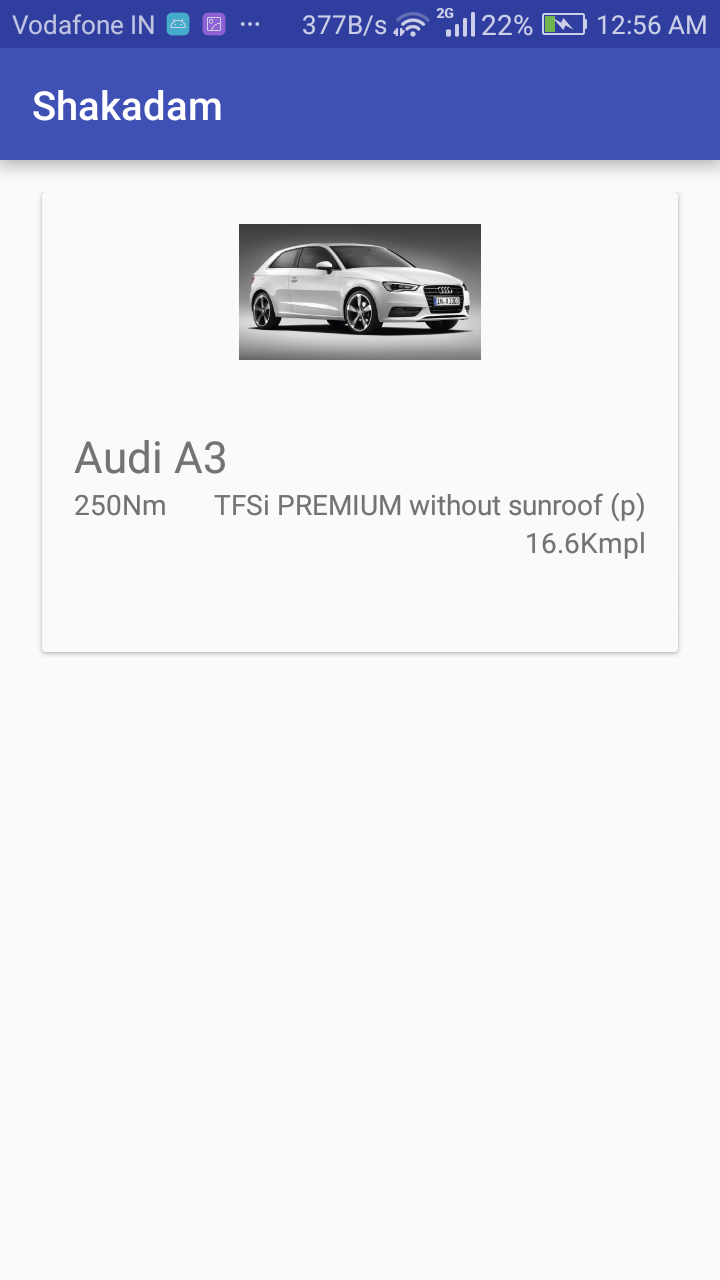 Vodafone IN ... 377B/s 2G 22% 12:56 AM
Shakadam
Audi A3
250Nm TFSi PREMIUM without sunroof (p)
16.6Kmpl